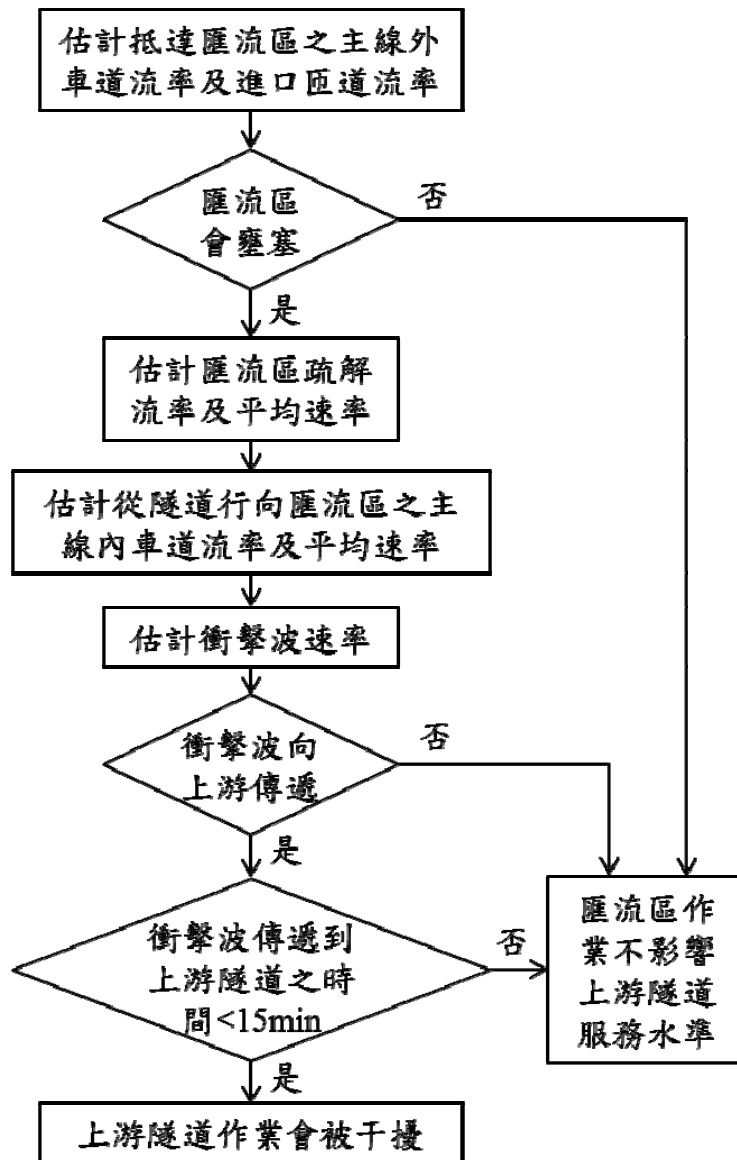 估計抵達匯流區之主線外
車道流率及進口匝道流率
匯流區
會壅塞
否
是
估計匯流區疏解
流率及平均速率
估計從隧道行向匯流區之主
線內車道流率及平均速率
估計衝擊波速率
衝擊波向
上游傳遞
否
是
衝擊波傳遞到
上游隧道之時
間<15min
否
匯流區作
業不影響
上游隧道
服務水準
是
上游隧道作業會被干擾